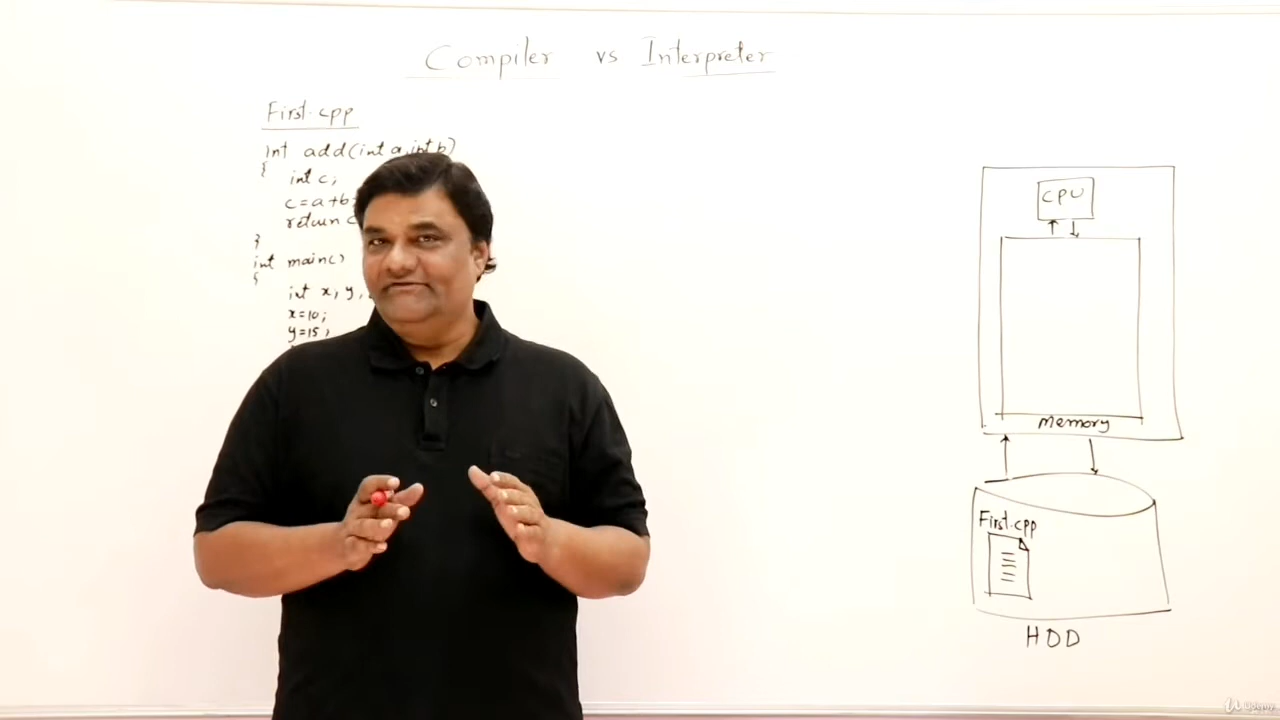 Compiler vs Interpreter
First.cpp
int add(int a, int b)
{
int c;
c=a+b
return c
}
int main()
{
int x, y,
x=10;
y=15;
CPU
Memory
First.cpp
HDD
Udemy